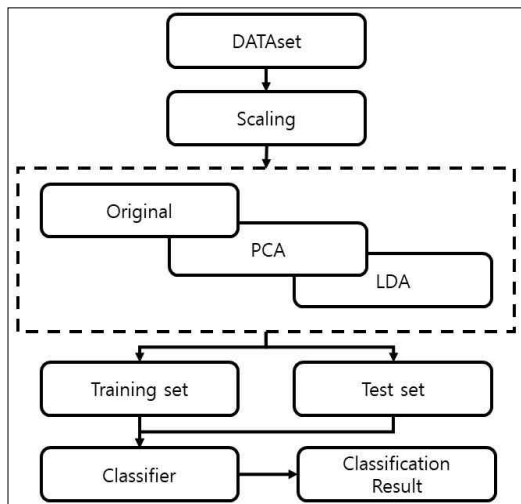 DATAset
Scaling
Original
PCA
LDA
Training set
Test set
Classifier
Classification
Result